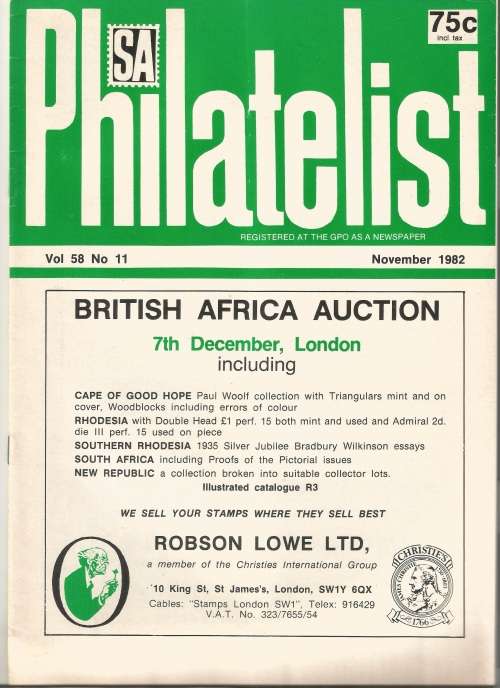 SA
Philatelist
75c
incl. tax
REGISTERED AT THE GPO AS A NEWSPAPER
Vol 58 No 11 November 1982
BRITISH AFRICA AUCTION
7th December, London
including
CAPE OF GOOD HOPE Paul Woolf collection with Triangulars mint and on
cover, Woodblocks including errors of colour
RHODESIA with Double Head £1 perf. 15 both mint and used and Admiral 2d.
die III perf. 15 used on piece
SOUTHERN RHODESIA 1935 Silver Jubilee Bradbury Wilkinson essays
SOUTH AFRICA including Proofs of the Pictorial issues
NEW REPUBLIC a collection broken into suitable collector lots.
Illustrated catalogue R3
WE SELL YOUR STAMPS WHERE THEY SELL BEST
ROBSON LOWE LTD,
a member of the Christies International Group
10 King St, St James's, London, SW1Y 6QX
Cables: "Stamps London SW1", Telex: 916429
V.A.T. No. 323/7655/54
CHRISTIE'S
1766